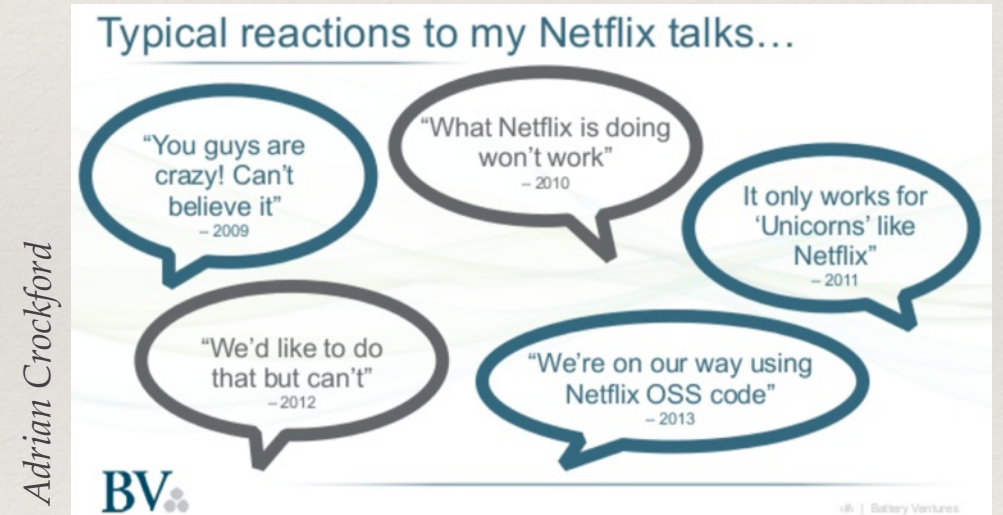 Typical reactions to my Netflix talks…
“You guys are
crazy! Can’t
believe it”
– 2009
“What Netflix is doing
won’t work”
– 2010
It only works for
‘Unicorns’ like
Netflix”
– 2011
“We’d like to do
that but can’t”
– 2012
“We’re on our way using
Netflix OSS code”
– 2013
Adrian Crockford
BV
| Battery Ventures